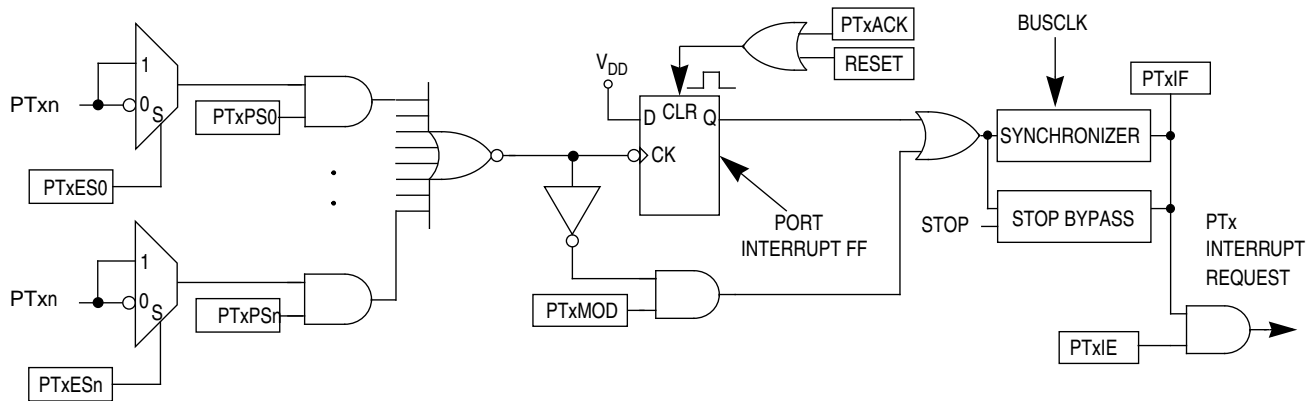 PTxn
1
0
S
PTxES0
PTxPS0
PTxn
1
0
S
PTxESn
PTxPSn
VDD
D
CLR
Q
CK
PTxACK
RESET
PORT
INTERRUPT FF
PTxMOD
BUSCLK
SYNCHRONIZER
STOP
STOP BYPASS
PTxIF
PTx
INTERRUPT
REQUEST
PTxIE